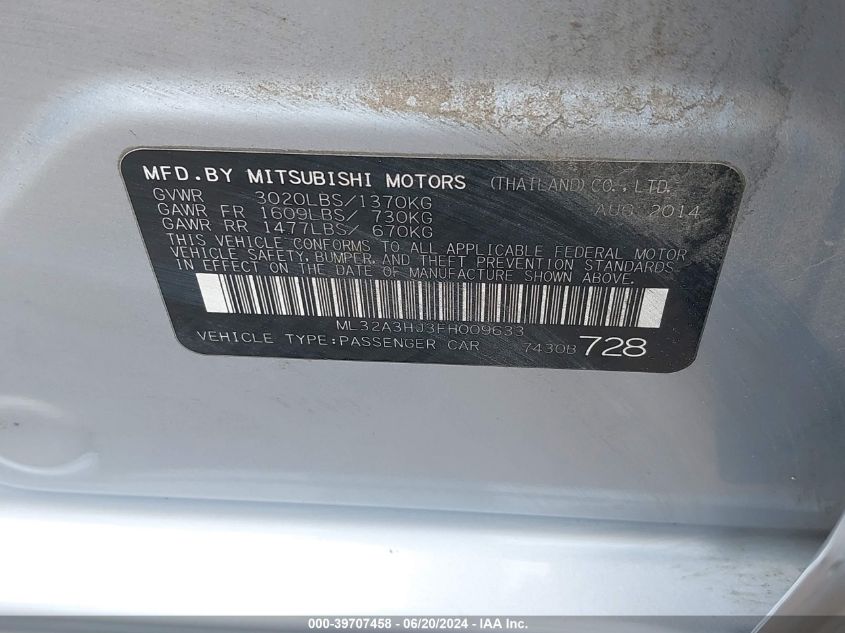 MFD.BY MITSUBISHI MOTORS (THAILAND) CO., LTD.
GVWR 3020LBS/1370KG AUG 2014
GAWR FR 1609LBS/ 730KG
GAWR RR 1477LBS/ 670KG
THIS VEHICLE CONFORMS TO ALL APPLICABLE FEDERAL MOTOR
VEHICLE SAFETY, BUMPER, AND THEFT PREVENTION STANDARDS
IN EFFECT ON THE DATE OF MANUFACTURE SHOWN ABOVE.
ML32A3HJ3FH009633
VEHICLE TYPE:PASSENGER CAR 7430B 728
000-39707458 - 06/20/2024 - IAA Inc.